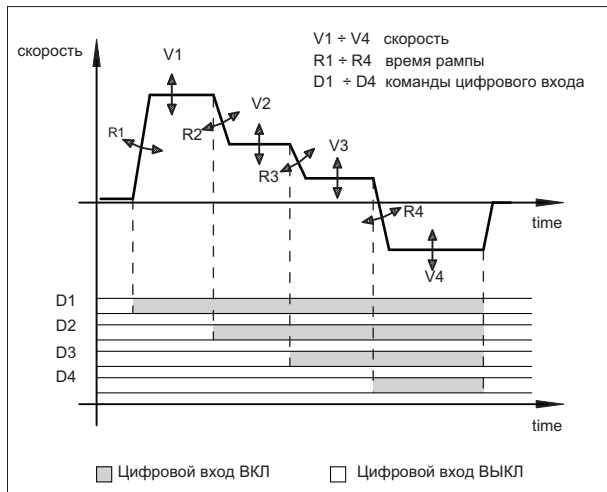 скорость
V1
V1 ÷ V4 скорость
R1 ÷ R4 время рампы
D1 ÷ D4 команды цифрового входа
R1
R2
V2
R3
V3
R4
time
V4
D1
D2
D3
D4
time
Цифровой вход ВКЛ
Цифровой вход ВЫКЛ